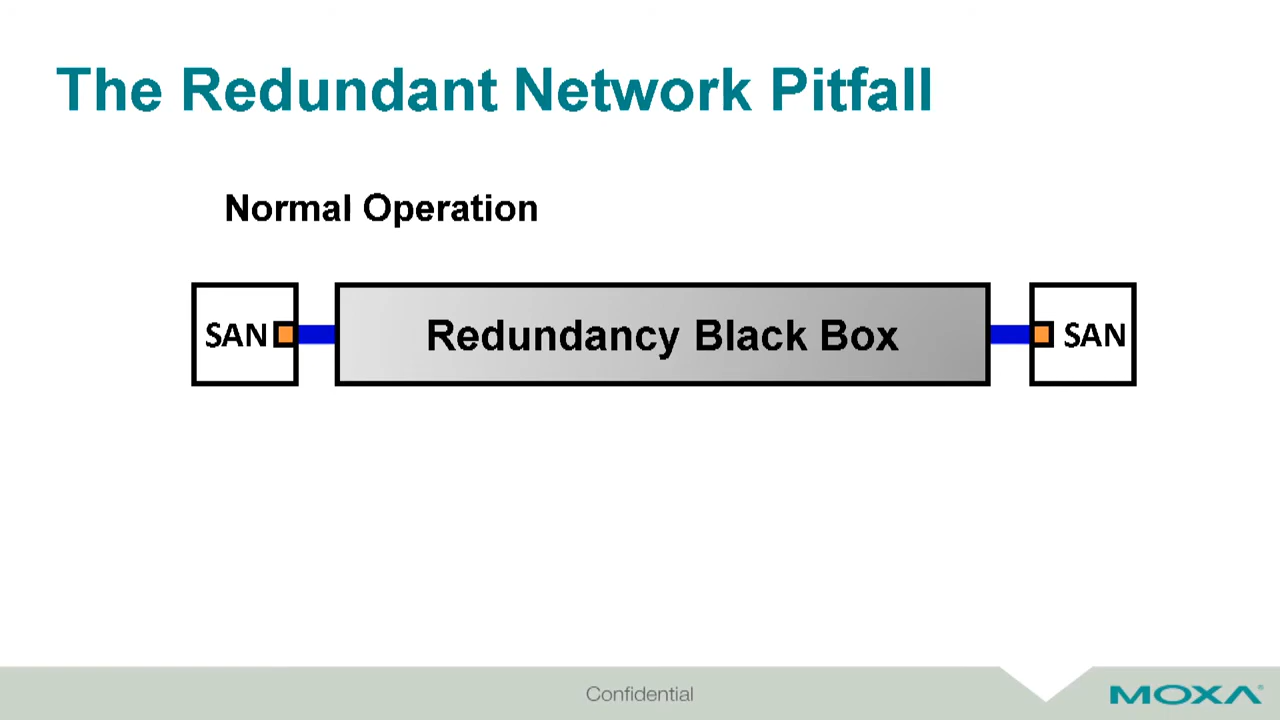 The Redundant Network Pitfall
Normal Operation
SAN
Redundancy Black Box
SAN
Confidential
MOXA®